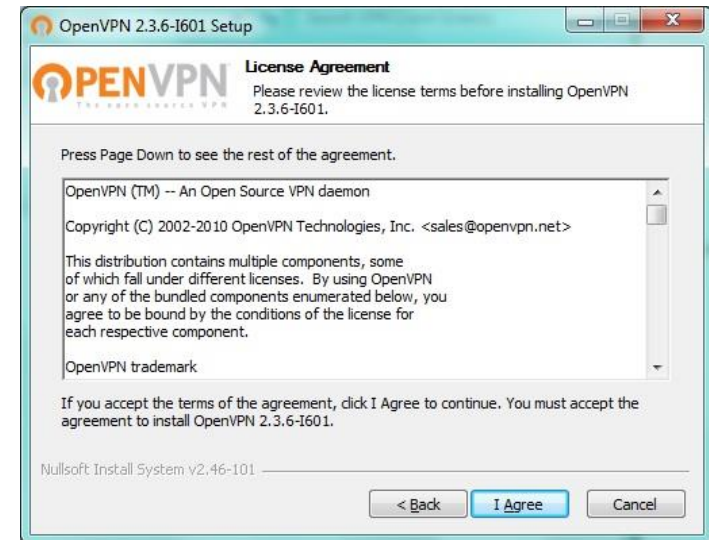 OpenVPN 2.3.6-I601 Setup
OPENVPN
The open source VPN
License Agreement
Please review the license terms before installing OpenVPN
2.3.6-I601.
Press Page Down to see the rest of the agreement.
OpenVPN (TM) -- An Open Source VPN daemon
Copyright (C) 2002-2010 OpenVPN Technologies, Inc. <sales@openvpn.net>
This distribution contains multiple components, some
of which fall under different licenses. By using OpenVPN
or any of the bundled components enumerated below, you
agree to be bound by the conditions of the license for
each respective component.
OpenVPN trademark
If you accept the terms of the agreement, click I Agree to continue. You must accept the
agreement to install OpenVPN 2.3.6-I601.
Nullsoft Install System v2.46-101
< Back I Agree Cancel